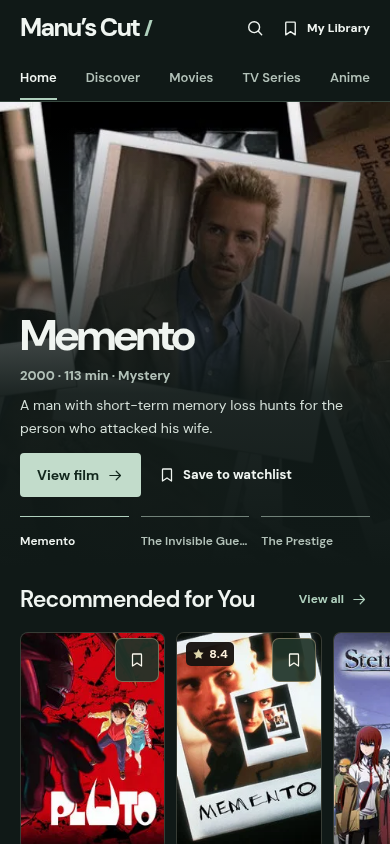 Manu's Cut /
My Library
Home Discover Movies TV Series Anime
Memento
2000 · 113 min · Mystery
A man with short-term memory loss hunts for the
person who attacked his wife.
View film →
Save to watchlist
Memento The Invisible Gue... The Prestige
Recommended for You
View all →
8.4
PLUTO
MEMENTO
Stein